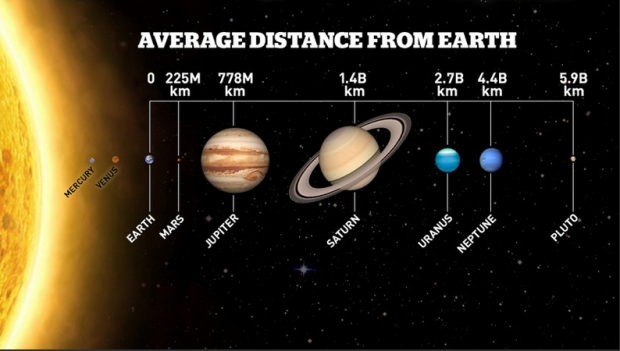 AVERAGE DISTANCE FROM EARTH
0 225M 778M 1.4B 2.7B 4.4B 5.9B
km km km km km km
MERCURY
VENUS
EARTH
MARS
JUPITER
SATURN
URANUS
NEPTUNE
PLUTO